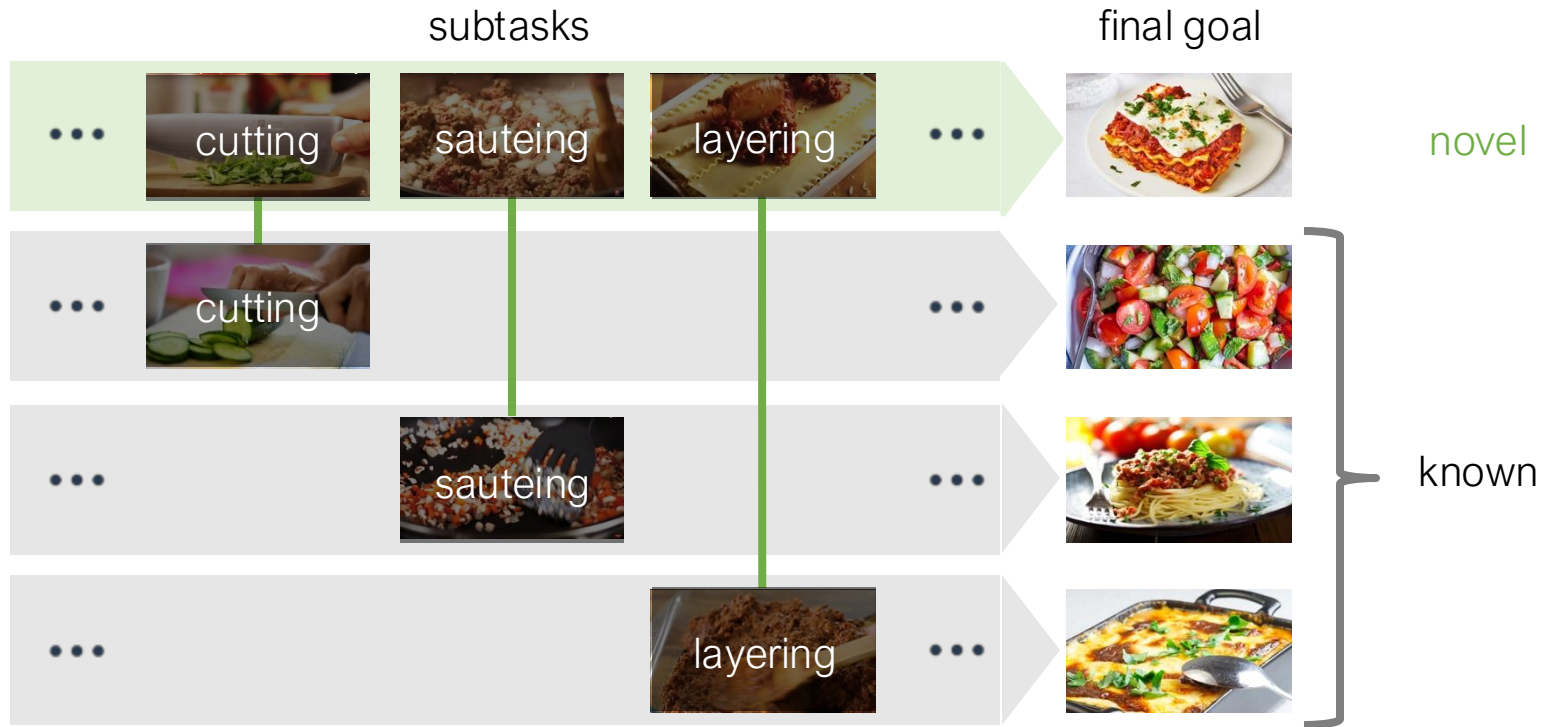 subtasks
final goal
cutting
sauteing
layering
novel
cutting
sauteing
known
layering